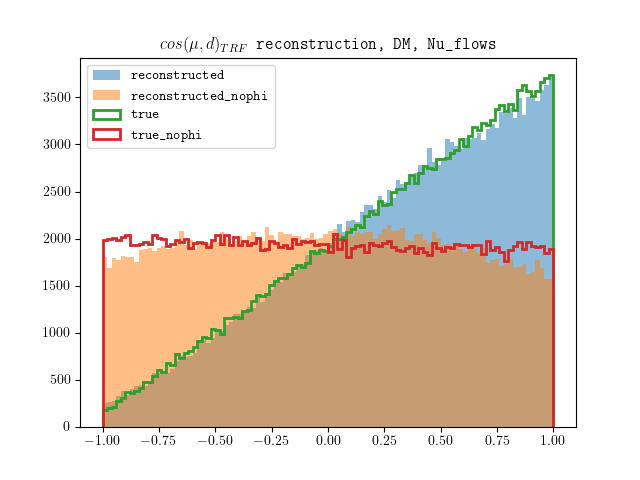 cos(μ, d)TRF reconstruction, DM, Nu_flows
reconstructed
reconstructed_nophi
true
true_nophi
3500
3000
2500
2000
1500
1000
500
0
−1.00 −0.75 −0.50 −0.25 0.00 0.25 0.50 0.75 1.00